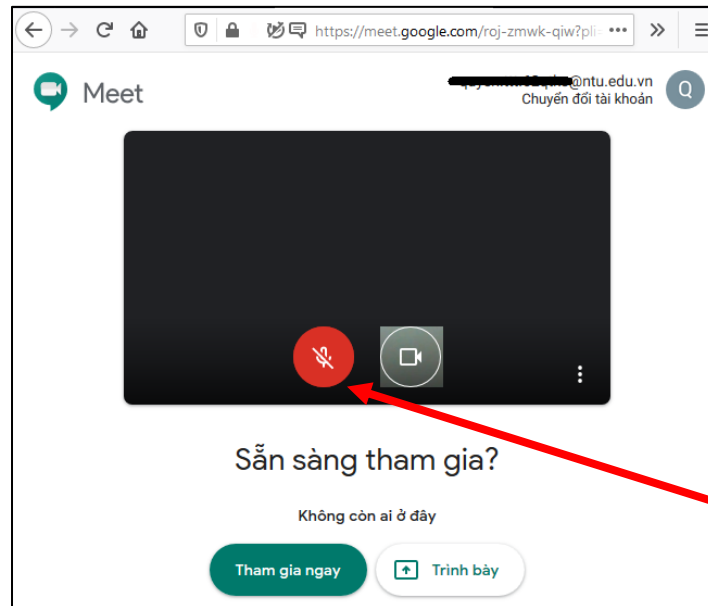 https://meet.google.com/roj-zmwk-qiw?pli
Meet
@ntu.edu.vn
Chuyển đổi tài khoản
Q
Sẵn sàng tham gia?
Không còn ai ở đây
Tham gia ngay
Trình bày